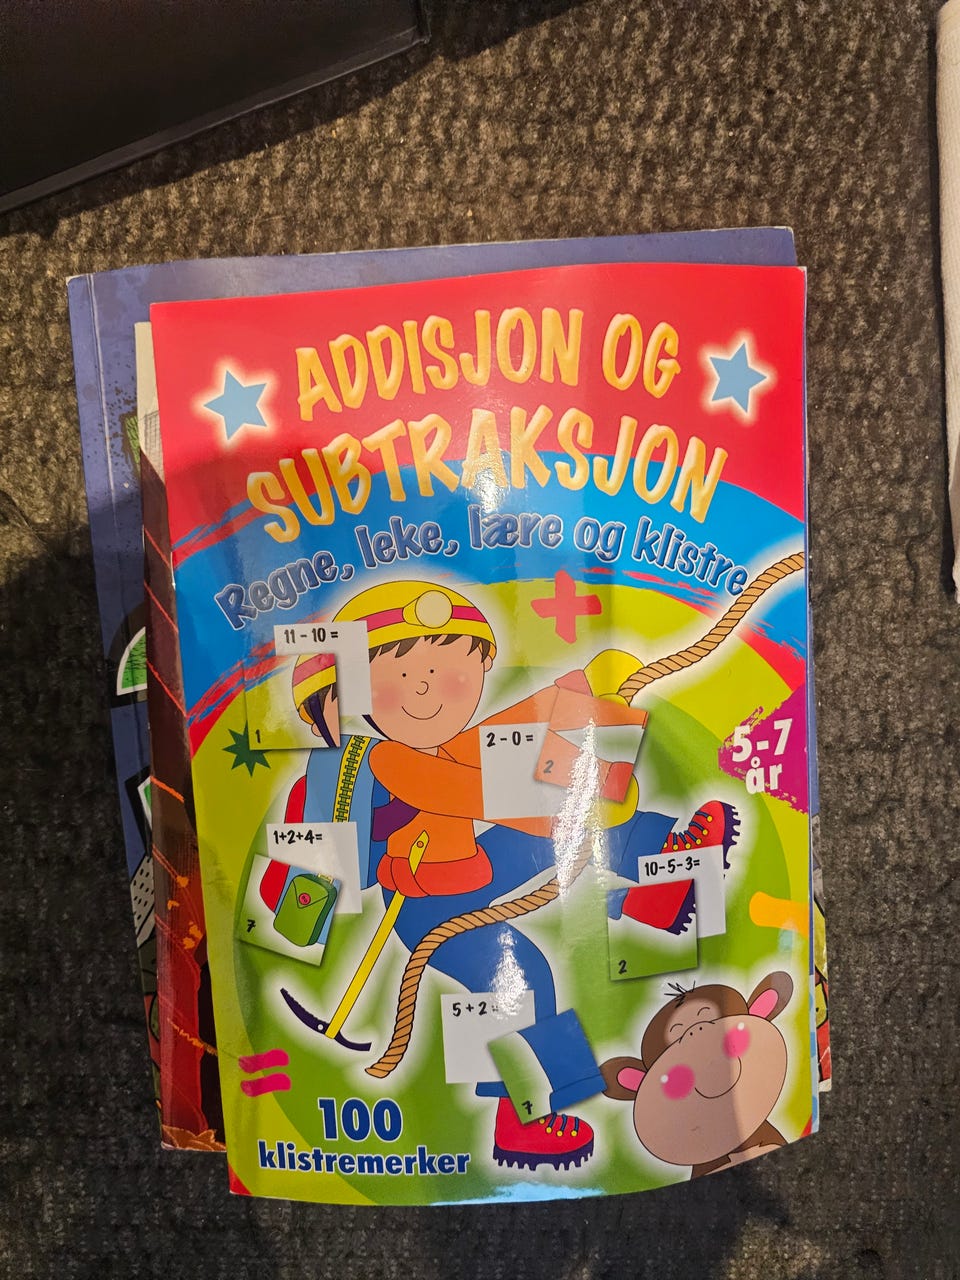 ADDISJON OG
SUBTRAKSJON
Regne, leke, lære og klistre
11 - 10 =
1
2 - 0 =
2
5-7
år
1+2+4=
7
10-5-3=
2
5 + 2 =
7
100
klistremerker